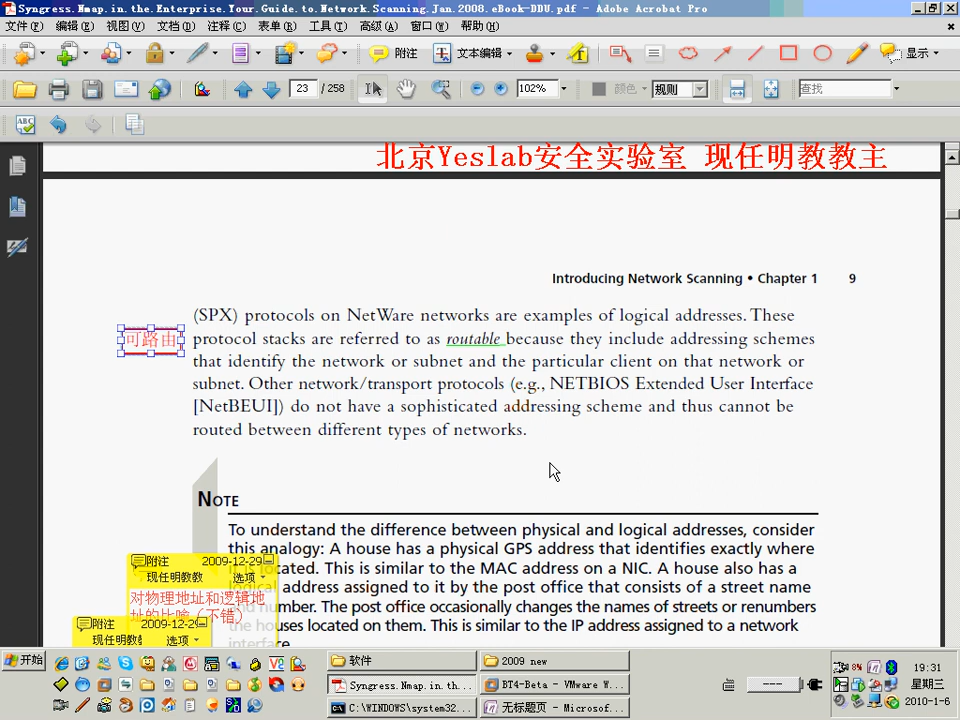 Syngress.Nmap.in.the.Enterprise.Your.Guide.to.Network.Scanning.Jan.2008.eBook-DDU.pdf - Adobe Acrobat Pro
文件(F) 编辑(E) 视图(V) 文档(D) 注释(C) 表单(R) 工具(T) 高级(A) 窗口(W) 帮助(H)
附注 文本编辑 显示
23 / 258 102% 颜色 规则 查找
北京Yeslab安全实验室 现任明教教主
Introducing Network Scanning • Chapter 1 9
(SPX) protocols on NetWare networks are examples of logical addresses. These
可路由
protocol stacks are referred to as routable because they include addressing schemes
that identify the network or subnet and the particular client on that network or
subnet. Other network/transport protocols (e.g., NETBIOS Extended User Interface
[NetBEUI]) do not have a sophisticated addressing scheme and thus cannot be
routed between different types of networks.
NOTE
To understand the difference between physical and logical addresses, consider
this analogy: A house has a physical GPS address that identifies exactly where
located. This is similar to the MAC address on a NIC. A house also has a
logical address assigned to it by the post office that consists of a street name
and number. The post office occasionally changes the names of streets or renumbers
the houses located on them. This is similar to the IP address assigned to a network
interface
附注 2009-12-29
现任明教教 选项
对物理地址和逻辑地
址的比喻（不错）
附注 2009-12-29
现任明教 选项
开始 软件 2009 new
Syngress.Nmap.in.th... BT4-Beta - VMware W...
C:\WINDOWS\system32... 无标题页 - Microsof...
8%
19:31
星期三
2010-1-6